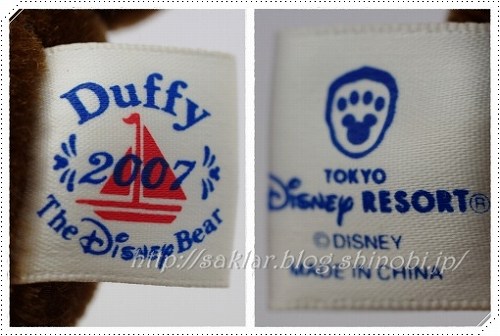 Duffy
2007
The Disney Bear
TOKYO
Disney RESORT®
© DISNEY
MADE IN CHINA
http://saklar.blog.shinobi.jp/